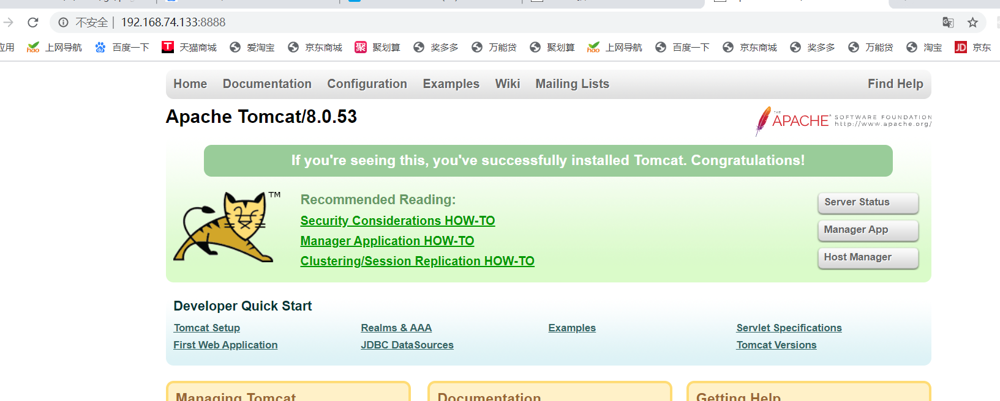 不安全 192.168.74.133:8888
应用 上网导航 百度一下 天猫商城 爱淘宝 京东商城 聚划算 奖多多 万能贷 聚划算 上网导航 百度一下 京东商城 奖多多 万能贷 淘宝 京东
Home Documentation Configuration Examples Wiki Mailing Lists Find Help
Apache Tomcat/8.0.53
THE APACHE SOFTWARE FOUNDATION
http://www.apache.org/
If you're seeing this, you've successfully installed Tomcat. Congratulations!
TM
Recommended Reading:
Security Considerations HOW-TO
Manager Application HOW-TO
Clustering/Session Replication HOW-TO
Server Status
Manager App
Host Manager
Developer Quick Start
Tomcat Setup Realms & AAA Examples Servlet Specifications
First Web Application JDBC DataSources Tomcat Versions
Managing Tomcat Documentation Getting Help